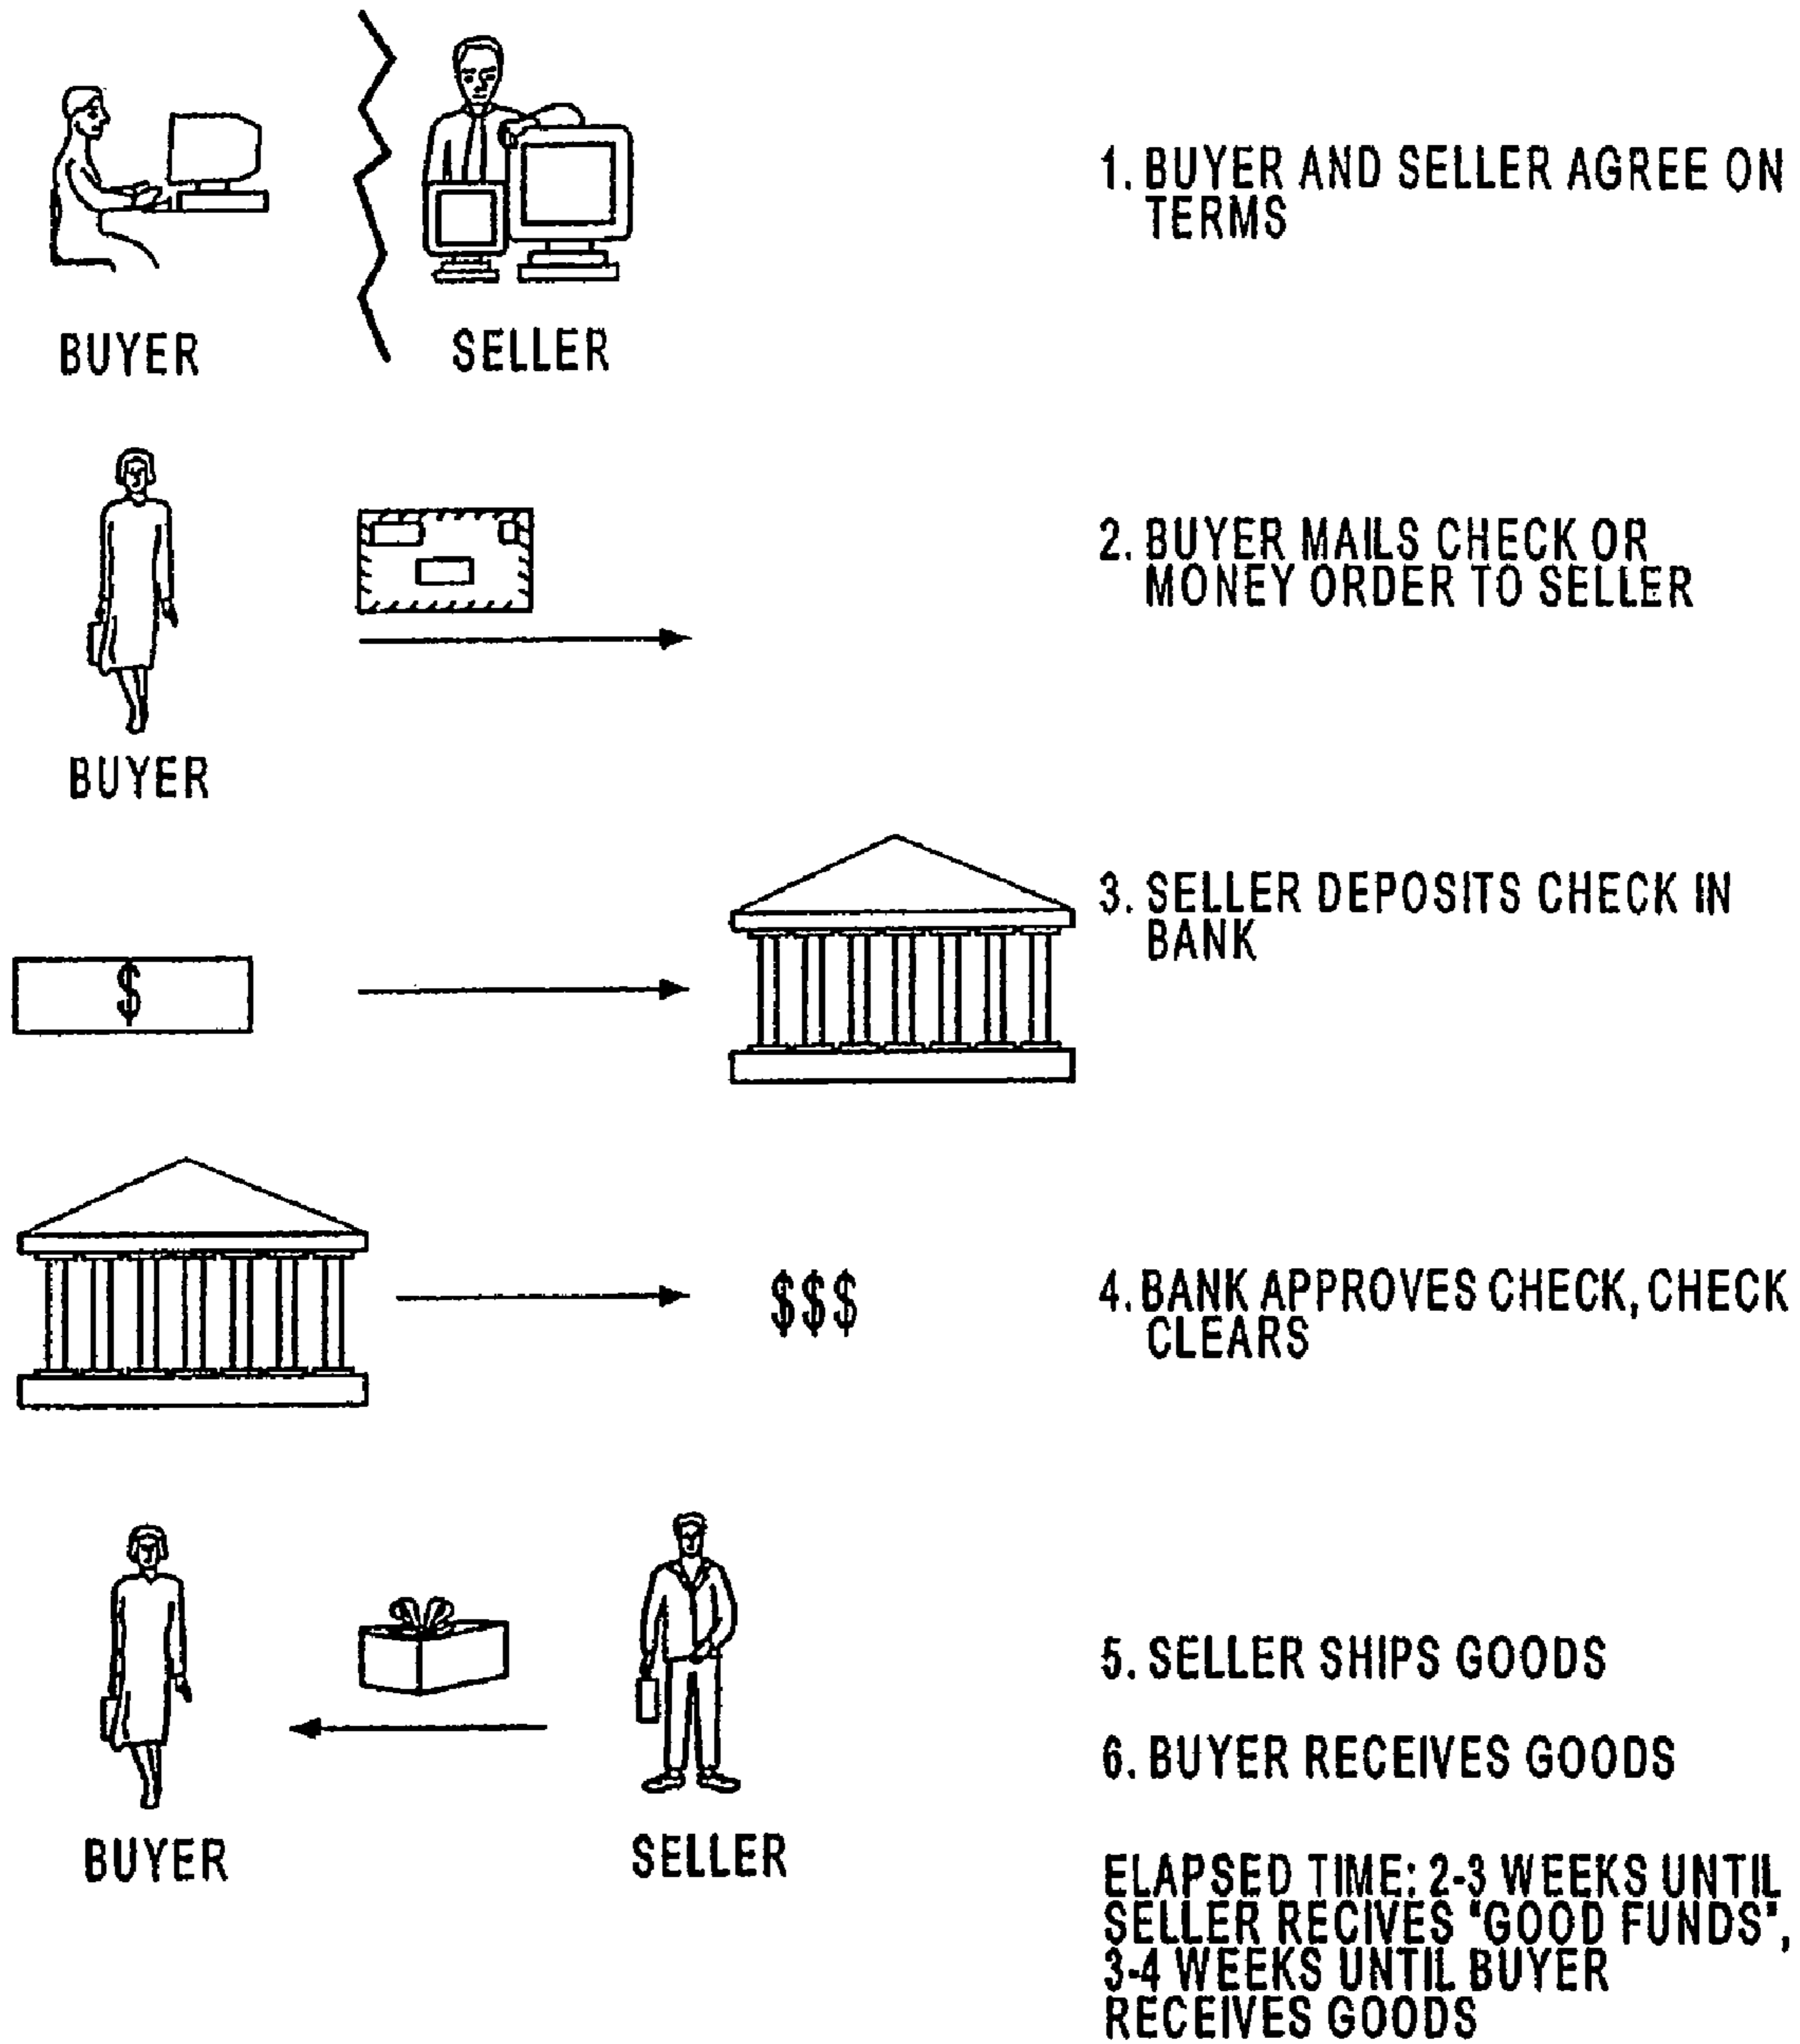 1. BUYER AND SELLER AGREE ON
TERMS
BUYER
SELLER
2. BUYER MAILS CHECK OR
MONEY ORDER TO SELLER
BUYER
3. SELLER DEPOSITS CHECK IN
BANK
$
4. BANK APPROVES CHECK, CHECK
CLEARS
$$$
5. SELLER SHIPS GOODS
6. BUYER RECEIVES GOODS
BUYER
SELLER
ELAPSED TIME: 2-3 WEEKS UNTIL
SELLER RECIVES "GOOD FUNDS",
3-4 WEEKS UNTIL BUYER
RECEIVES GOODS